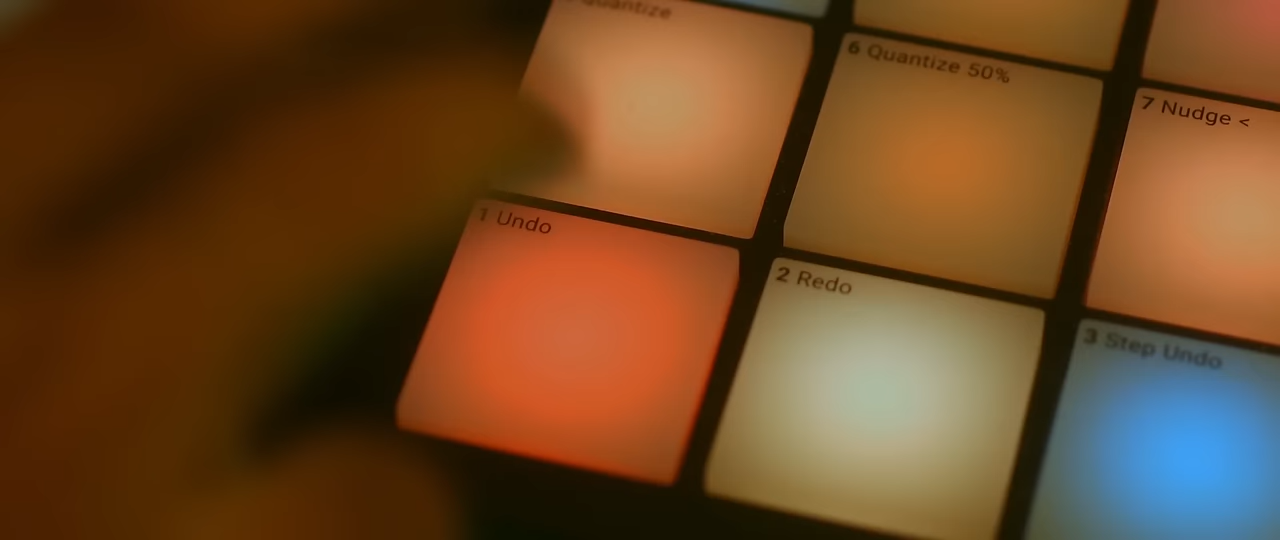 Quantize
6 Quantize 50%
7 Nudge <
1 Undo
2 Redo
3 Step Undo